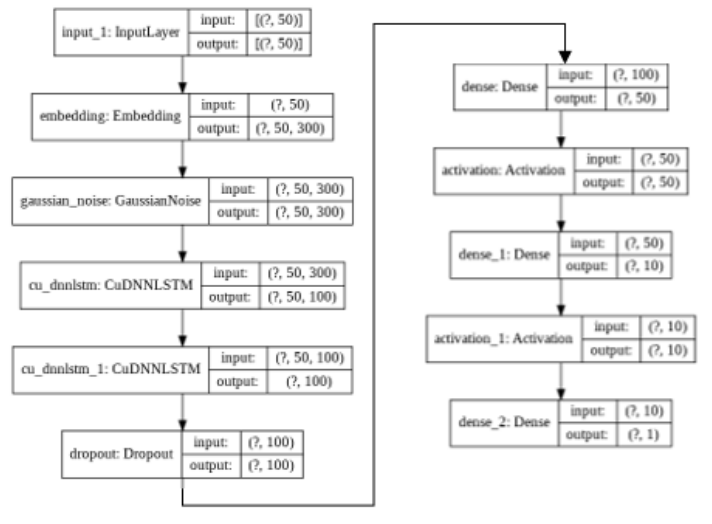 input_1: InputLayer
input: [(?, 50)]
output: [(?, 50)]
embedding: Embedding
input: (?, 50)
output: (?, 50, 300)
gaussian_noise: GaussianNoise
input: (?, 50, 300)
output: (?, 50, 300)
cu_dnnlstm: CuDNNLSTM
input: (?, 50, 300)
output: (?, 50, 100)
cu_dnnlstm_1: CuDNNLSTM
input: (?, 50, 100)
output: (?, 100)
dropout: Dropout
input: (?, 100)
output: (?, 100)
dense: Dense
input: (?, 100)
output: (?, 50)
activation: Activation
input: (?, 50)
output: (?, 50)
dense_1: Dense
input: (?, 50)
output: (?, 10)
activation_1: Activation
input: (?, 10)
output: (?, 10)
dense_2: Dense
input: (?, 10)
output: (?, 1)